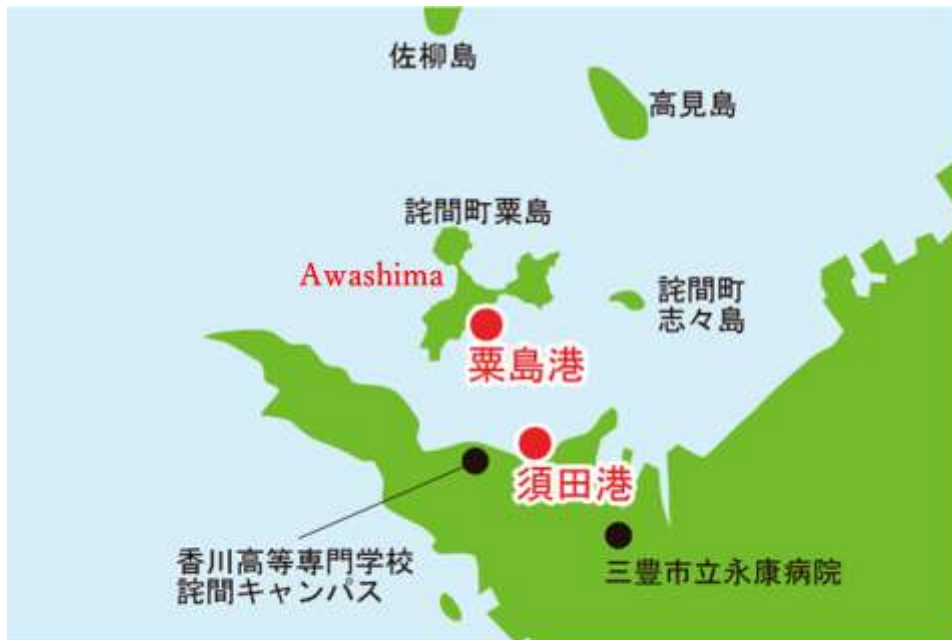 佐柳島
高見島
詫間町粟島
Awashima
詫間町
志々島
粟島港
須田港
香川高等専門学校
詫間キャンパス
三豊市立永康病院